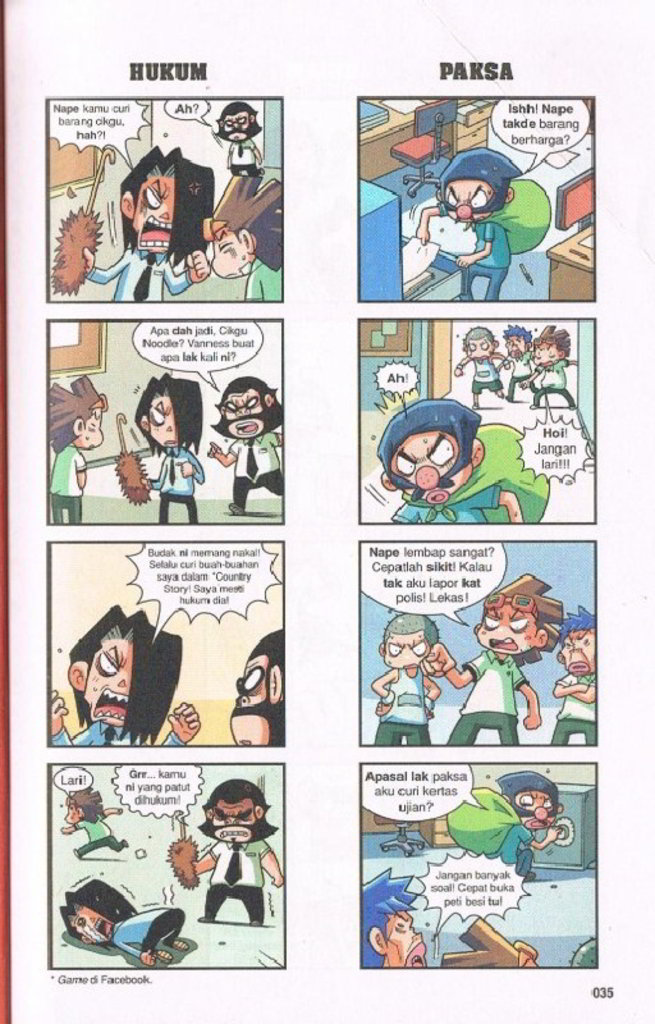 HUKUM
Nape kamu curi
barang cikgu,
hah?!
Ah?
Apa dah jadi, Cikgu
Noodle? Vanness buat
apa lak kali ni?
Budak ni memang nakal!
Selalu curi buah-buahan
saya dalam *Country
Story! Saya mesti
hukum dia!
Lari!
Grr... kamu
ni yang patut
dihukum!
* Game di Facebook.
PAKSA
Ishh! Nape
takde barang
berharga?
Ah!
Hoi!
Jangan
lari!!!
Nape lembap sangat?
Cepatlah sikit! Kalau
tak aku lapor kat
polis! Lekas!
Apasal lak paksa
aku curi kertas
ujian?
Jangan banyak
soal! Cepat buka
peti besi tu!
035